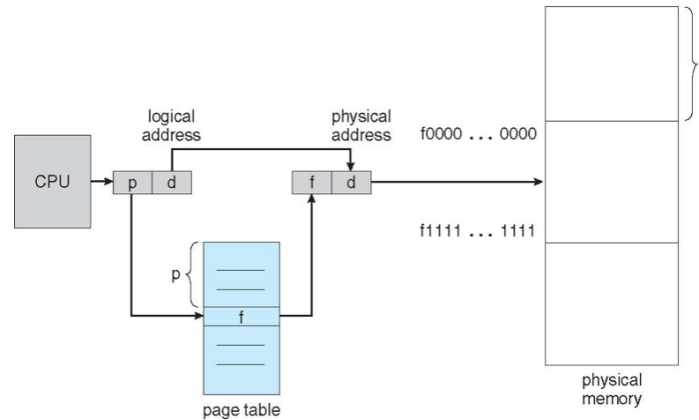 logical
address
physical
address
f0000 ... 0000
CPU
p d
f d
f1111 ... 1111
p
f
page table
physical
memory